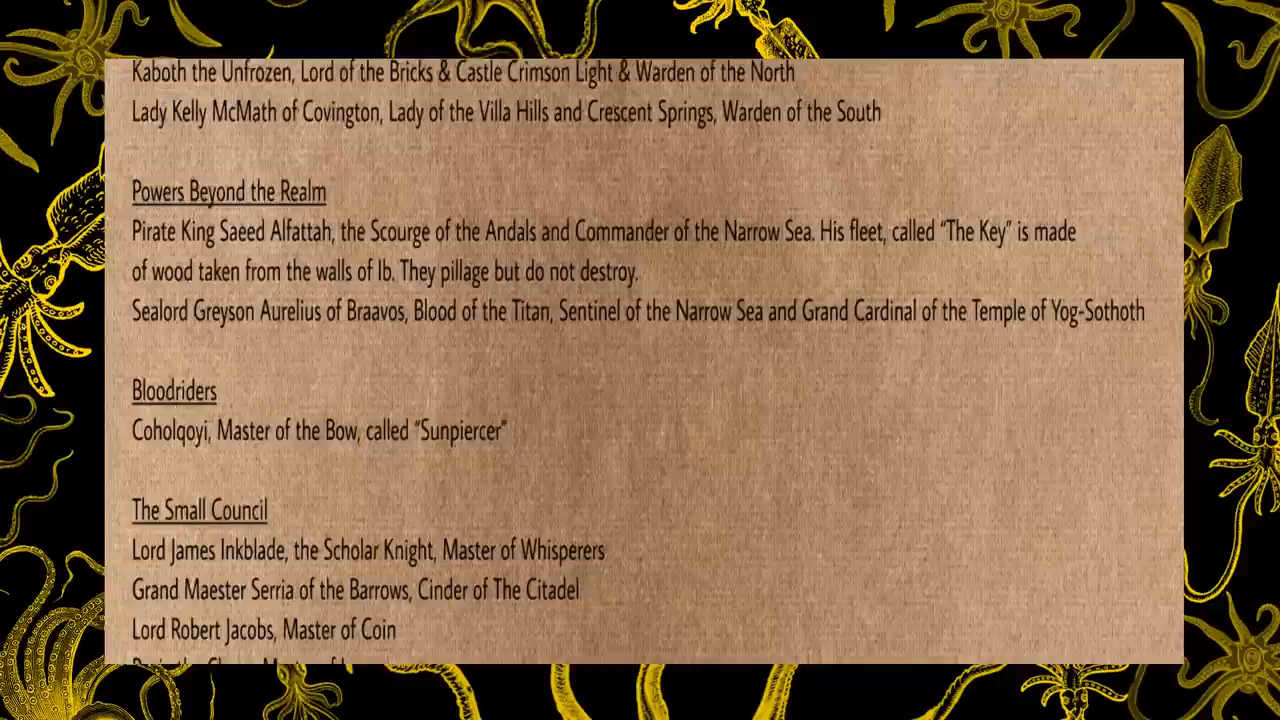 Kaboth the Unfrozen, Lord of the Bricks & Castle Crimson Light & Warden of the North
Lady Kelly McMath of Covington, Lady of the Villa Hills and Crescent Springs, Warden of the South
Powers Beyond the Realm
Pirate King Saeed Alfattah, the Scourge of the Andals and Commander of the Narrow Sea. His fleet, called “The Key” is made
of wood taken from the walls of Ib. They pillage but do not destroy.
Sealord Greyson Aurelius of Braavos, Blood of the Titan, Sentinel of the Narrow Sea and Grand Cardinal of the Temple of Yog-Sothoth
Bloodriders
Coholqoyi, Master of the Bow, called “Sunpiercer”
The Small Council
Lord James Inkblade, the Scholar Knight, Master of Whisperers
Grand Maester Serria of the Barrows, Cinder of The Citadel
Lord Robert Jacobs, Master of Coin